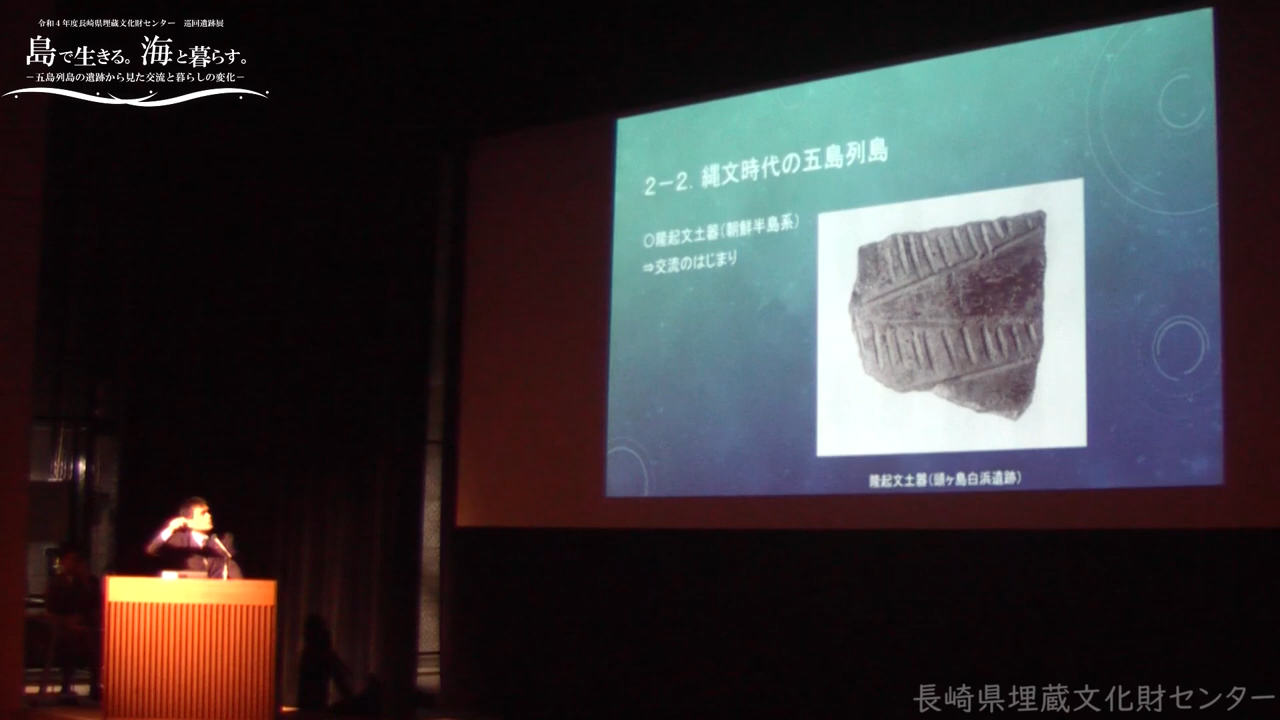 令和4年度長崎県埋蔵文化財センター　巡回遺跡展
島で生きる。海と暮らす。
－五島列島の遺跡から見た交流と暮らしの変化－
2－2. 縄文時代の五島列島
○隆起文土器(朝鮮半島系)
⇒交流のはじまり
隆起文土器(頭ヶ島白浜遺跡)
長崎県埋蔵文化財センター